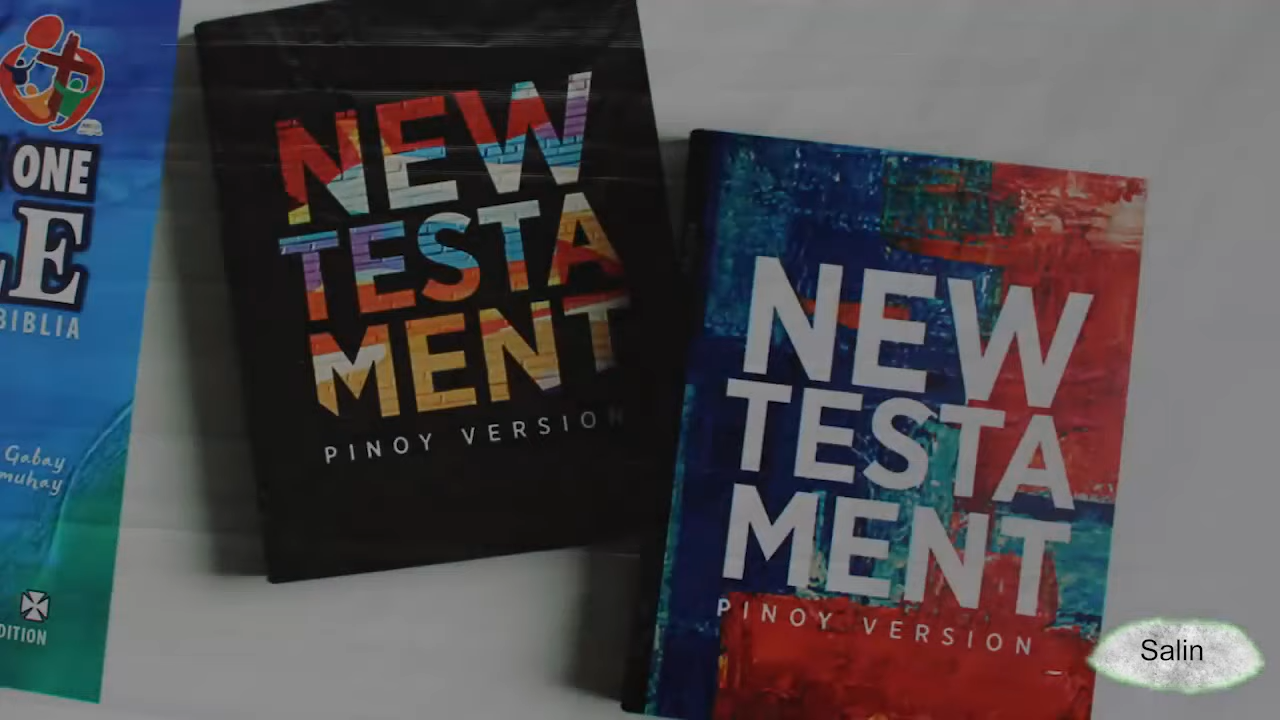 ONE
E
BIBLIA
Gabay
muhay
DITION
NEW
TESTA
MENT
PINOY VERSION
NEW
TESTA
MENT
PINOY VERSION
Salin